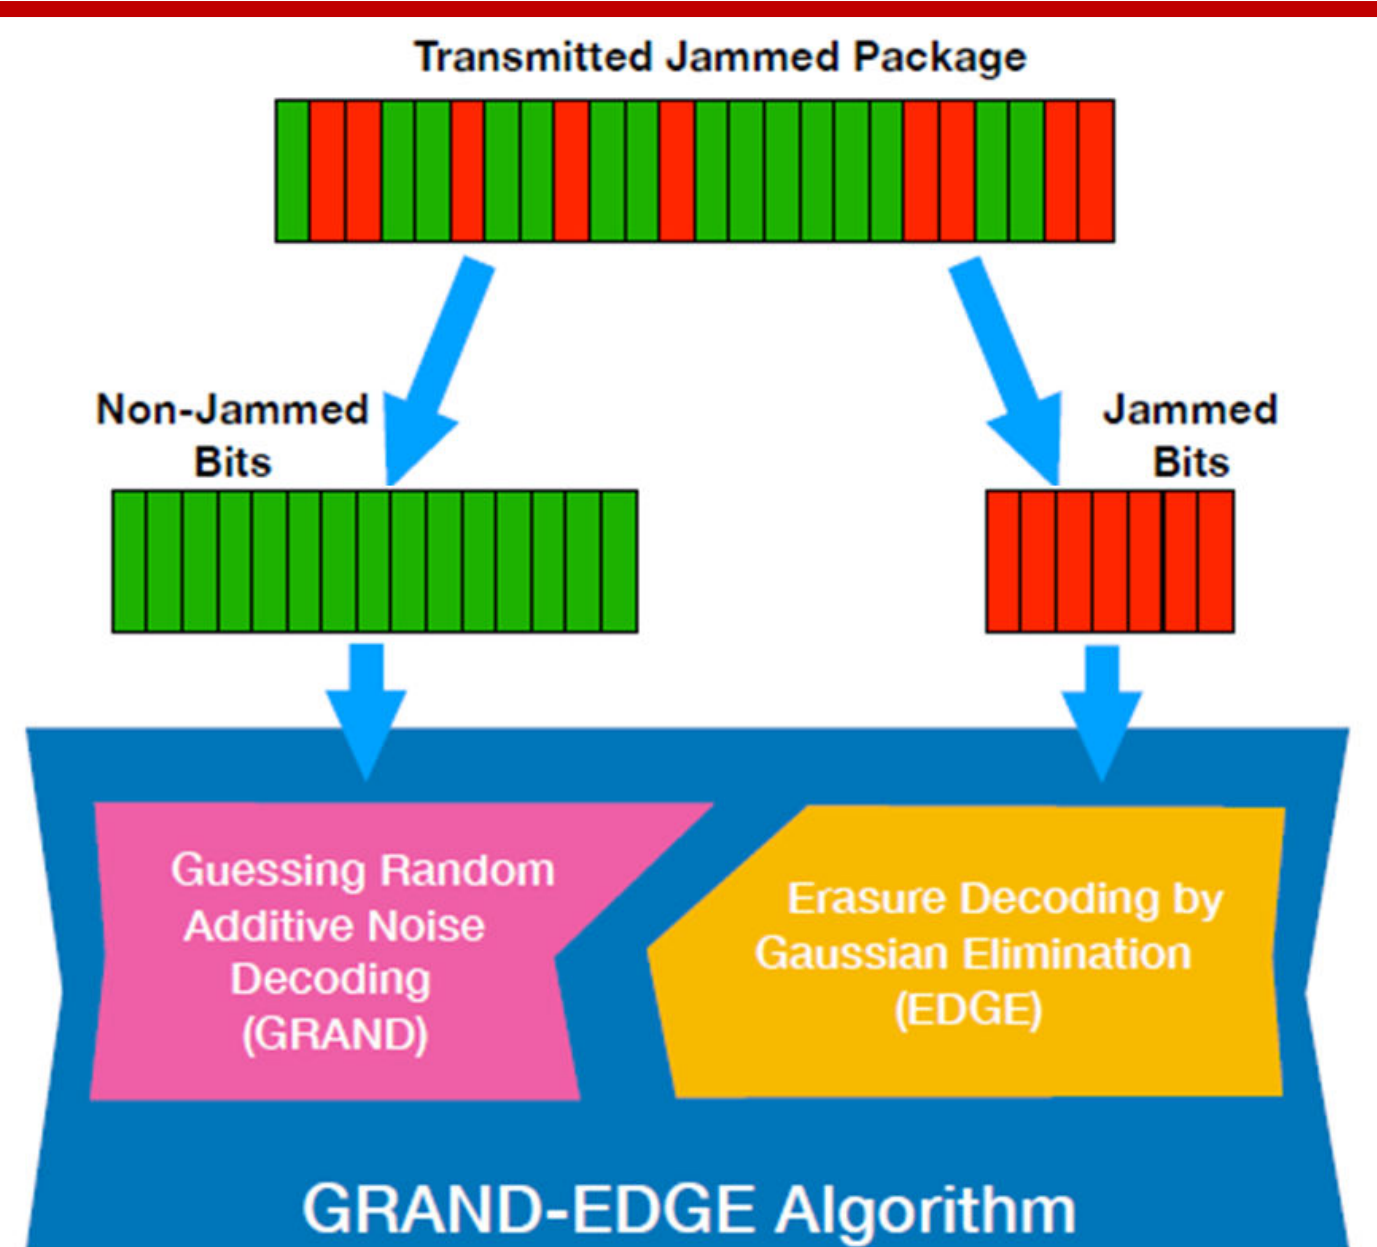 Transmitted Jammed Package
Non-Jammed
Bits
Jammed
Bits
Guessing Random
Additive Noise
Decoding
(GRAND)
Erasure Decoding by
Gaussian Elimination
(EDGE)
GRAND-EDGE Algorithm